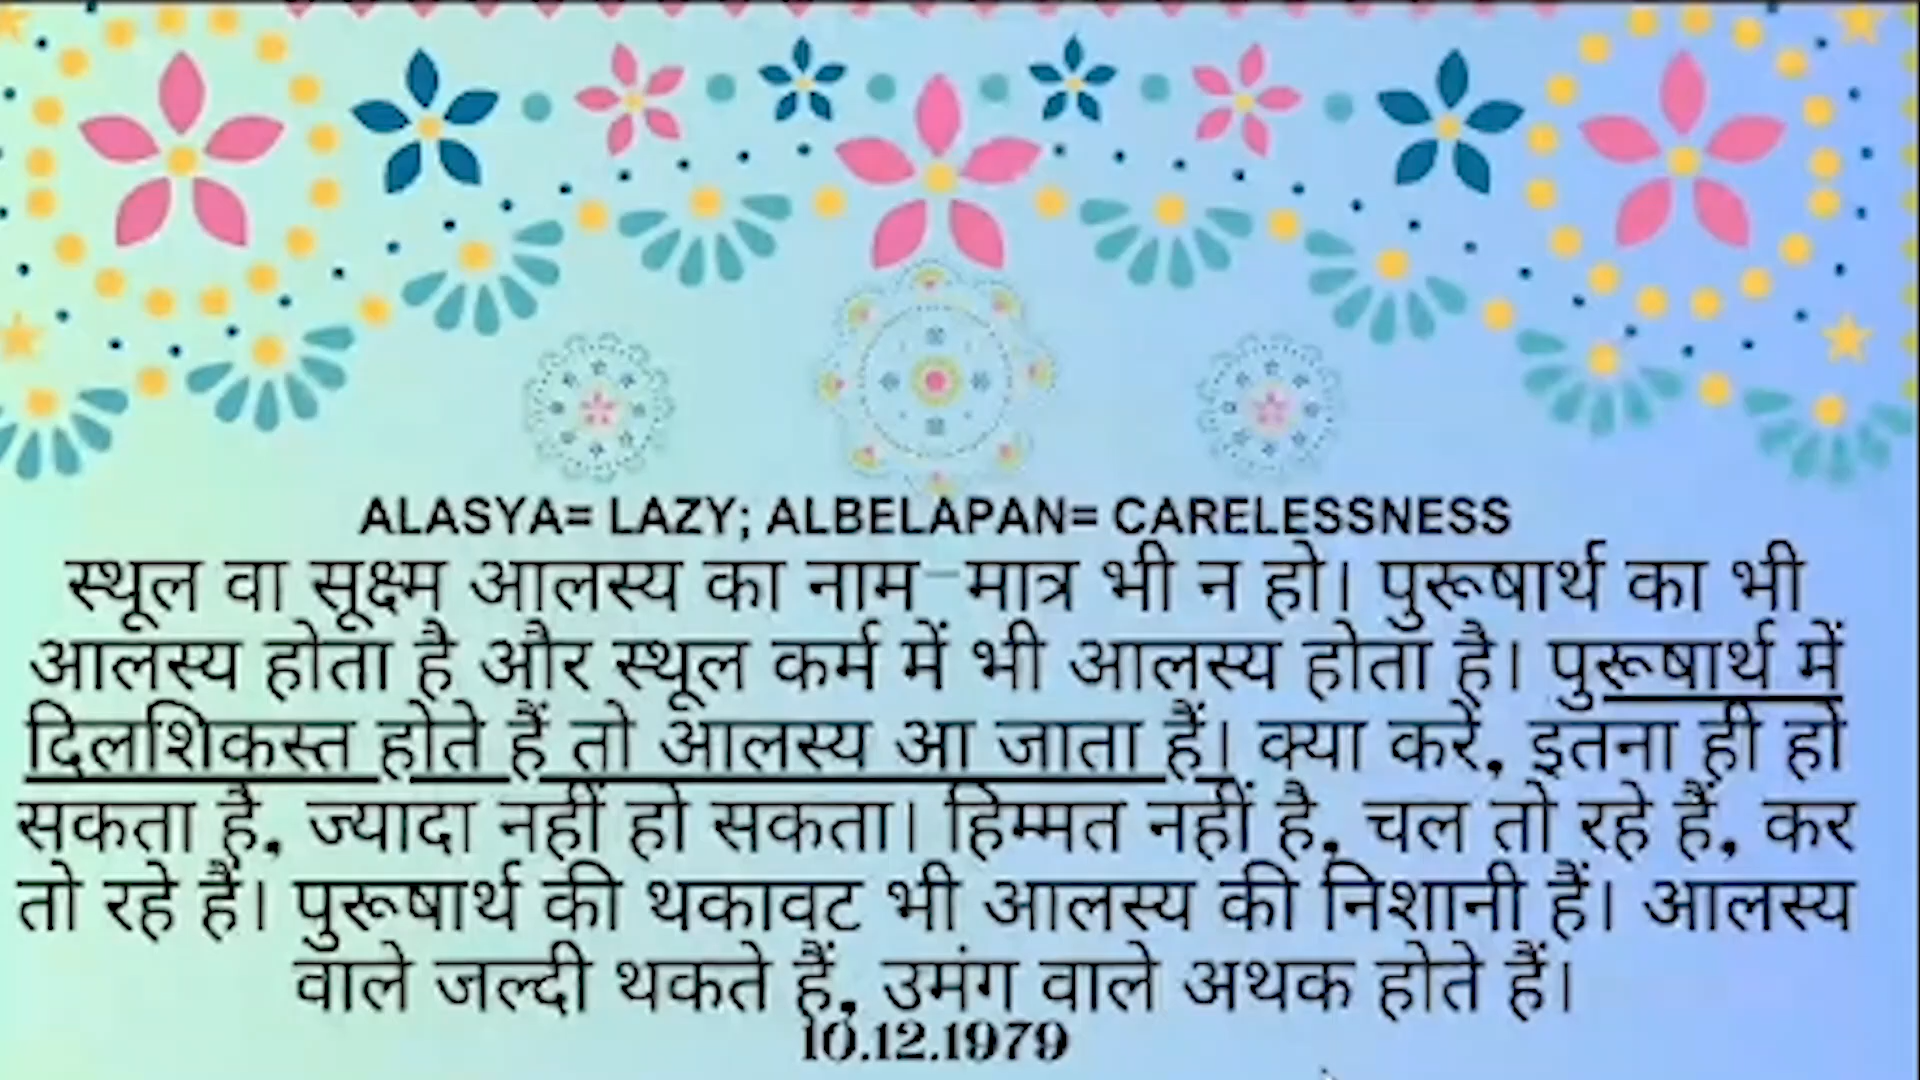 ALASYA= LAZY; ALBELAPAN= CARELESSNESS
स्थूल वा सूक्ष्म आलस्य का नाम-मात्र भी न हो। पुरूषार्थ का भी
आलस्य होता है और स्थूल कर्म में भी आलस्य होता है। पुरूषार्थ में
दिलशिकस्त होते हैं तो आलस्य आ जाता हैं। क्या करें, इतना ही हो
सकता है, ज्यादा नहीं हो सकता। हिम्मत नहीं है, चल तो रहे हैं, कर
तो रहे हैं। पुरूषार्थ की थकावट भी आलस्य की निशानी हैं। आलस्य
वाले जल्दी थकते हैं, उमंग वाले अथक होते हैं।
10.12.1979